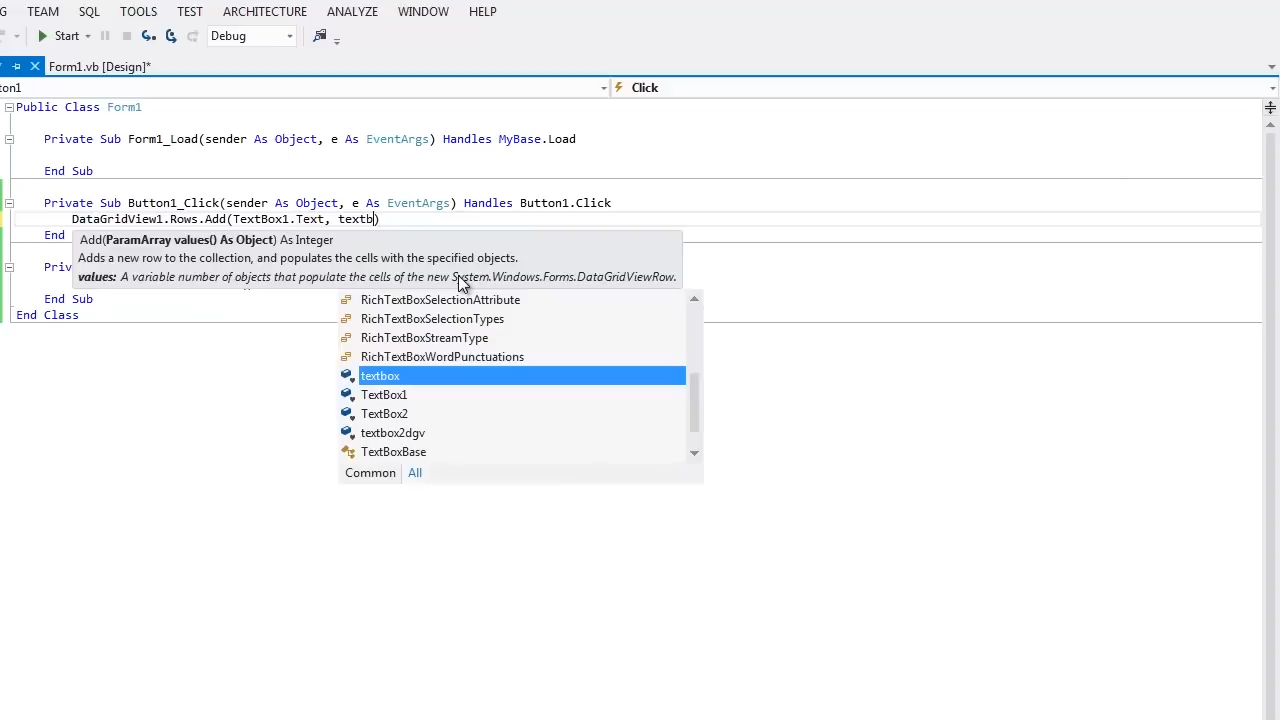 G TEAM SQL TOOLS TEST ARCHITECTURE ANALYZE WINDOW HELP
Start Debug
Form1.vb [Design]*
ton1 Click
Public Class Form1
Private Sub Form1_Load(sender As Object, e As EventArgs) Handles MyBase.Load
End Sub
Private Sub Button1_Click(sender As Object, e As EventArgs) Handles Button1.Click
DataGridView1.Rows.Add(TextBox1.Text, textb)
End
Add(ParamArray values() As Object) As Integer
Adds a new row to the collection, and populates the cells with the specified objects.
Priv
values: A variable number of objects that populate the cells of the new System.Windows.Forms.DataGridViewRow.
End Sub
RichTextBoxSelectionAttribute
End Class
RichTextBoxSelectionTypes
RichTextBoxStreamType
RichTextBoxWordPunctuations
textbox
TextBox1
TextBox2
textbox2dgv
TextBoxBase
Common All